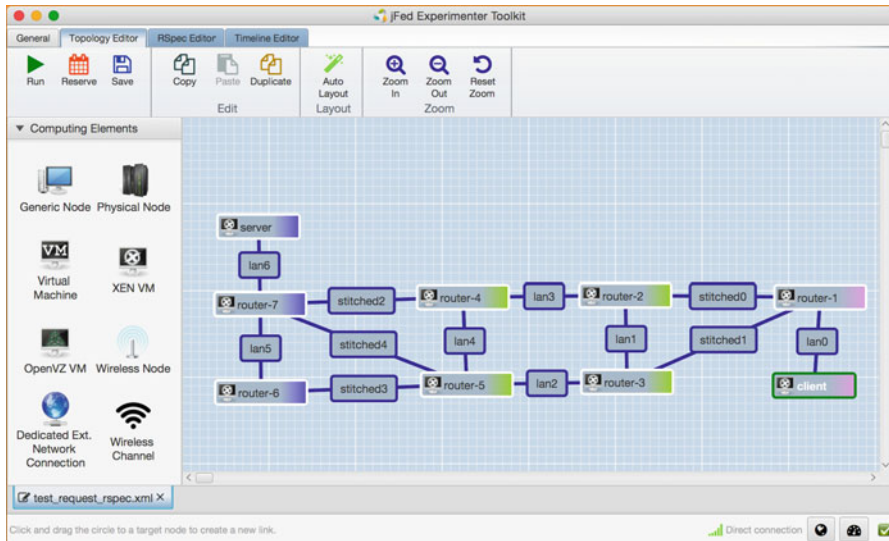 jFed Experimenter Toolkit
General Topology Editor RSpec Editor Timeline Editor
Run Reserve Save Copy Paste Duplicate Auto Layout Zoom In Zoom Out Reset Zoom
Edit Layout Zoom
Computing Elements
Generic Node Physical Node
VM
Virtual Machine XEN VM
OpenVZ VM Wireless Node
Dedicated Ext. Network Connection Wireless Channel
server
lan6
router-7 stitched2 router-4 lan3 router-2 stitched0 router-1
lan5 stitched4 lan4 lan1 stitched1 lan0
router-6 stitched3 router-5 lan2 router-3 client
test_request_rspec.xml
Click and drag the circle to a target node to create a new link. Direct connection